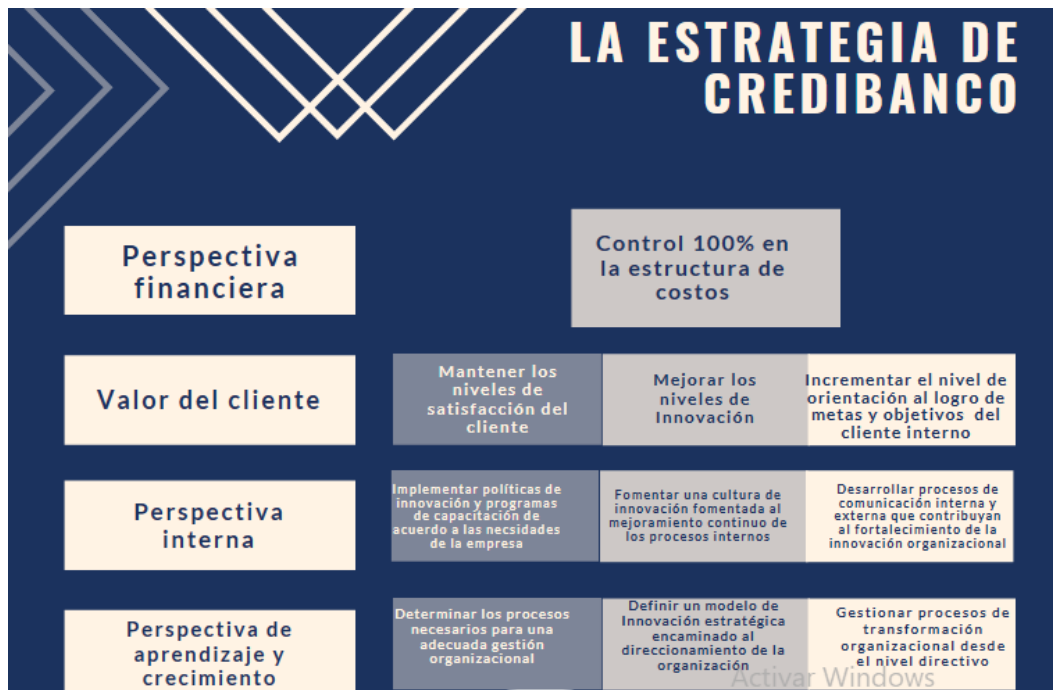 LA ESTRATEGIA DE
CREDIBANCO
Perspectiva
financiera
Control 100% en
la estructura de
costos
Valor del cliente
Mantener los
niveles de
satisfacción del
cliente
Mejorar los
niveles de
Innovación
Incrementar el nivel de
orientación al logro de
metas y objetivos del
cliente interno
Perspectiva
interna
Implementar políticas de
innovación y programas
de capacitación de
acuerdo a las necsidades
de la empresa
Fomentar una cultura de
innovación fomentada al
mejoramiento continuo de
los procesos internos
Desarrollar procesos de
comunicación interna y
externa que contribuyan
al fortalecimiento de la
innovación organizacional
Perspectiva de
aprendizaje y
crecimiento
Determinar los procesos
necesarios para una
adecuada gestión
organizacional
Definir un modelo de
Innovación estratégica
encaminado al
direccionamiento de la
organización
Gestionar procesos de
transformación
organizacional desde
el nivel directivo
Activar Windows